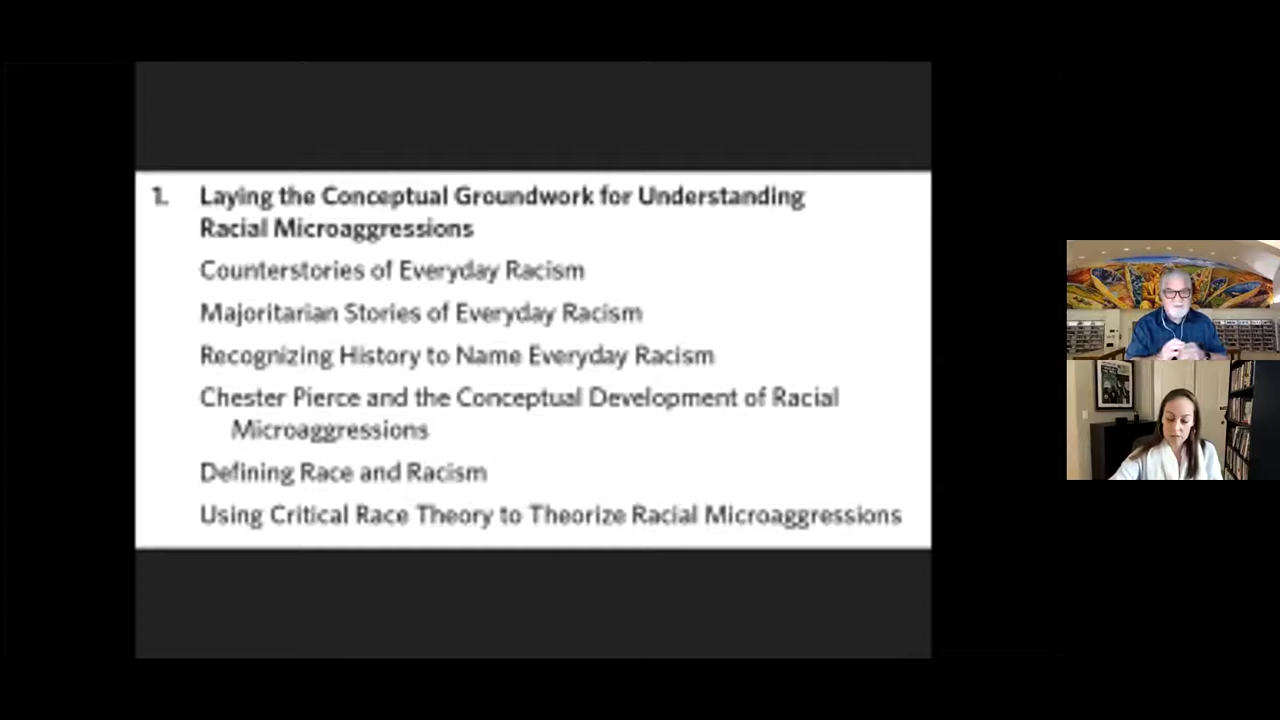 1. Laying the Conceptual Groundwork for Understanding
Racial Microaggressions
Counterstories of Everyday Racism
Majoritarian Stories of Everyday Racism
Recognizing History to Name Everyday Racism
Chester Pierce and the Conceptual Development of Racial
Microaggressions
Defining Race and Racism
Using Critical Race Theory to Theorize Racial Microaggressions